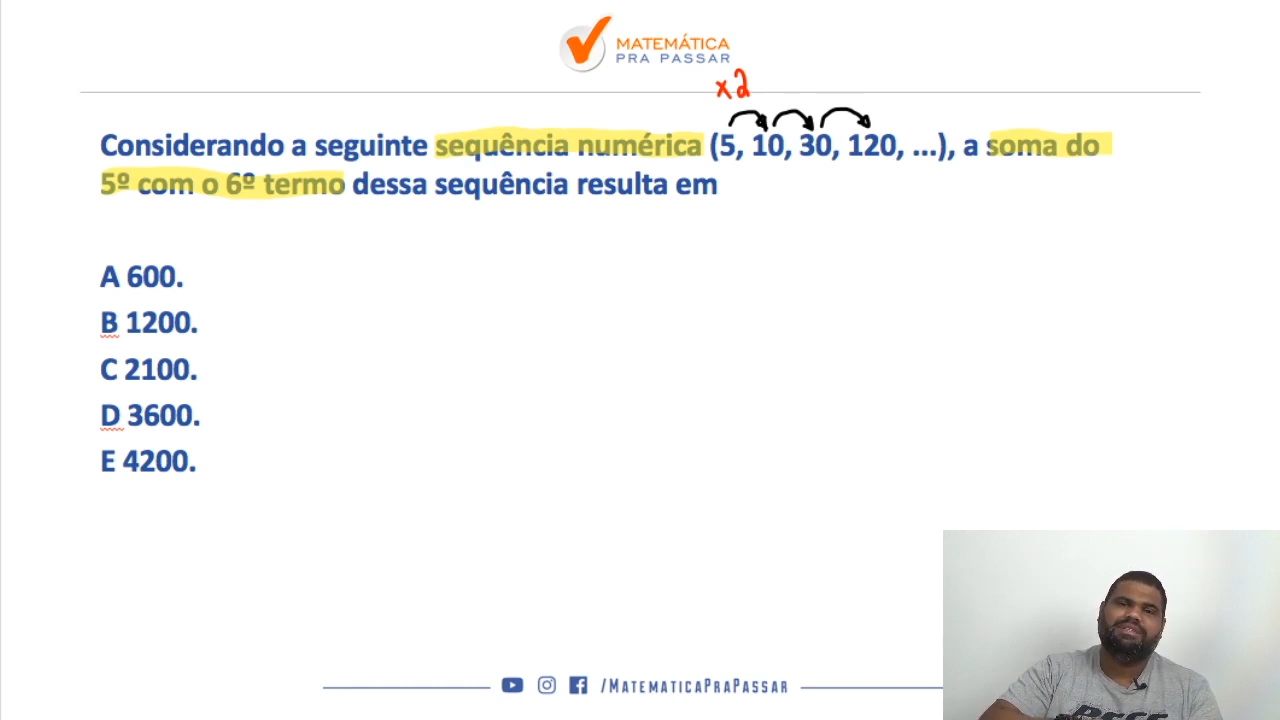 MATEMÁTICA
PRA PASSAR
x2
Considerando a seguinte sequência numérica (5, 10, 30, 120, ...), a soma do
5º com o 6º termo dessa sequência resulta em
A 600.
B 1200.
C 2100.
D 3600.
E 4200.
/MATEMATICAPRAPASSAR